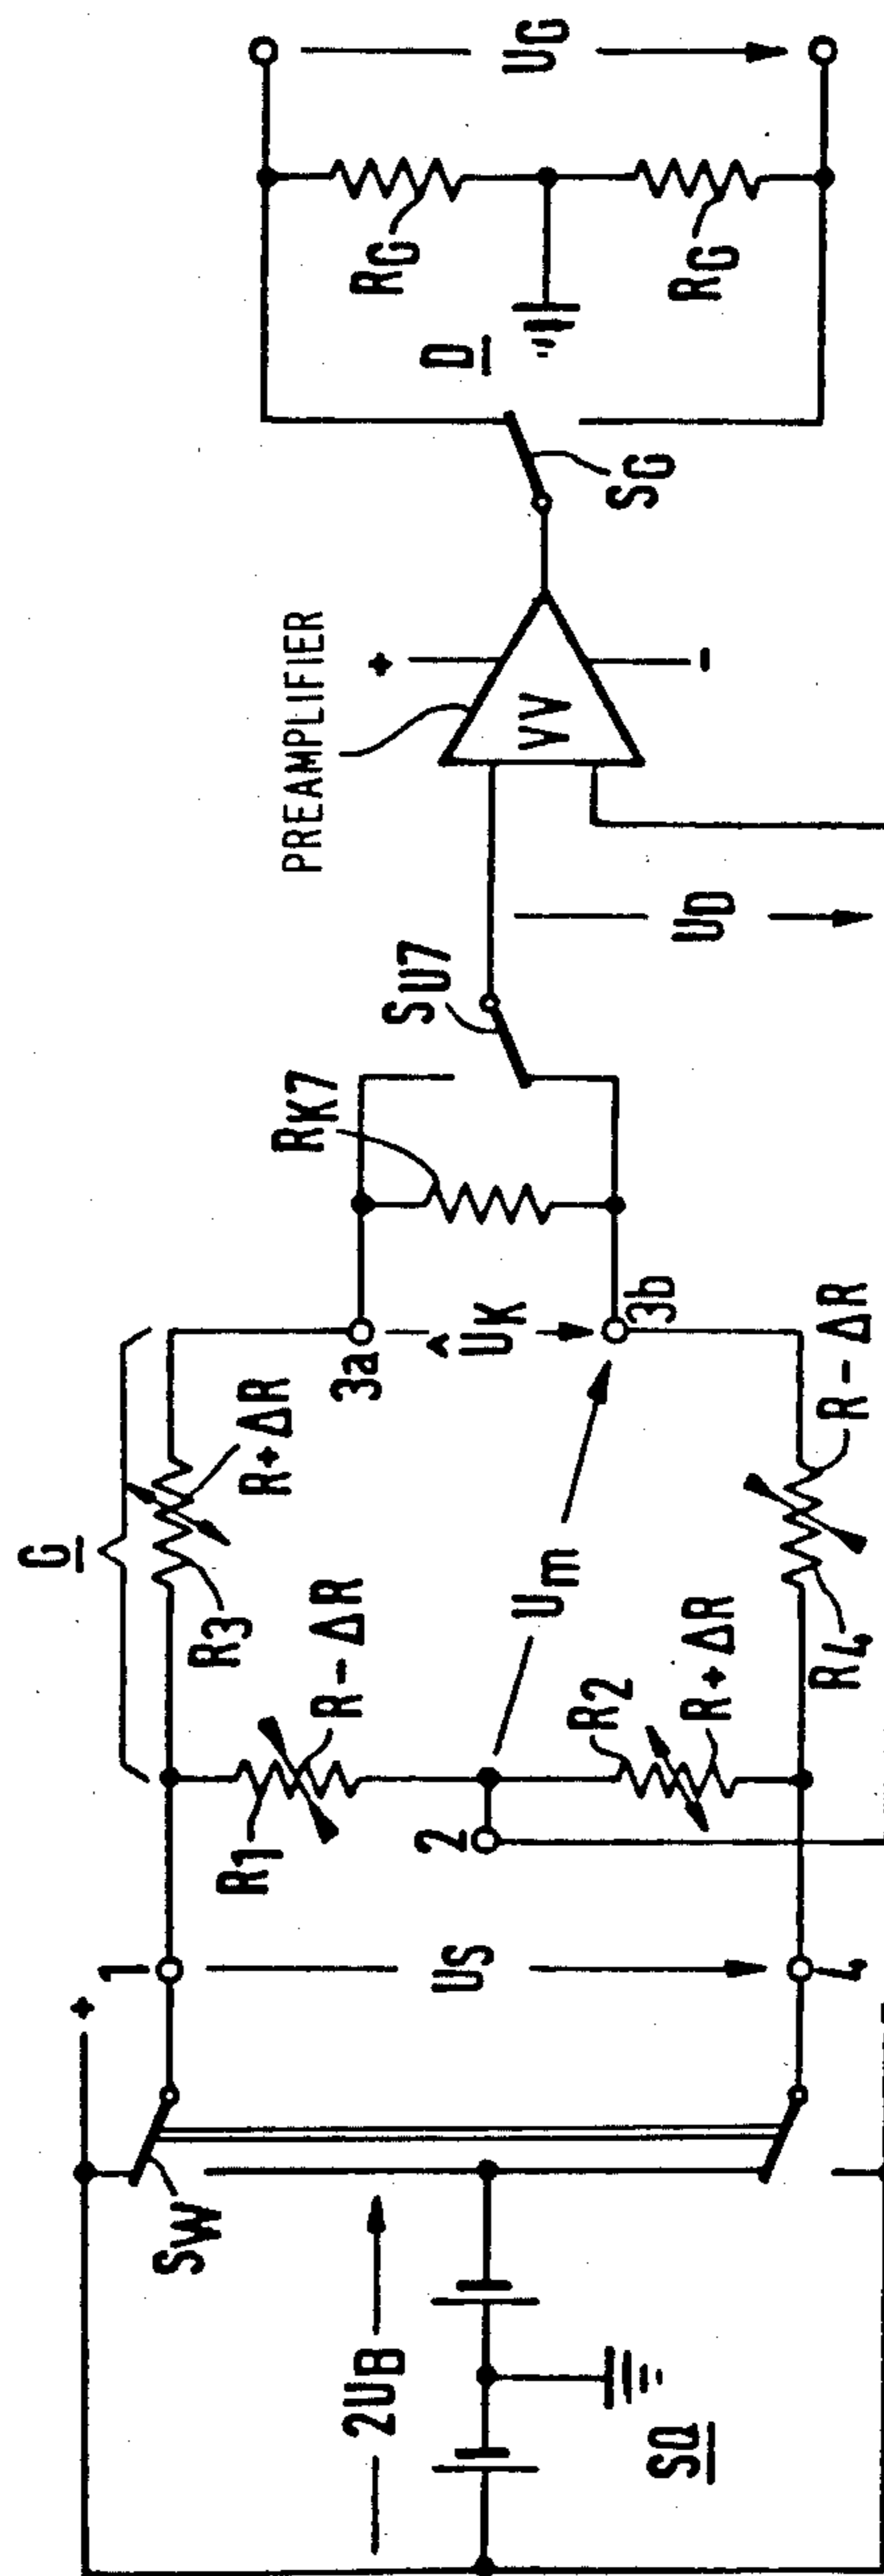 SQ
2UB
+
SW
1
US
4
G
R1
R-ΔR
2
R2
R+ΔR
R3
R+ΔR
R4
R-ΔR
Um
3a
ÛK
3b
RK7
SU7
UD
PREAMPLIFIER
+
VV
-
SG
D
RG
RG
UG